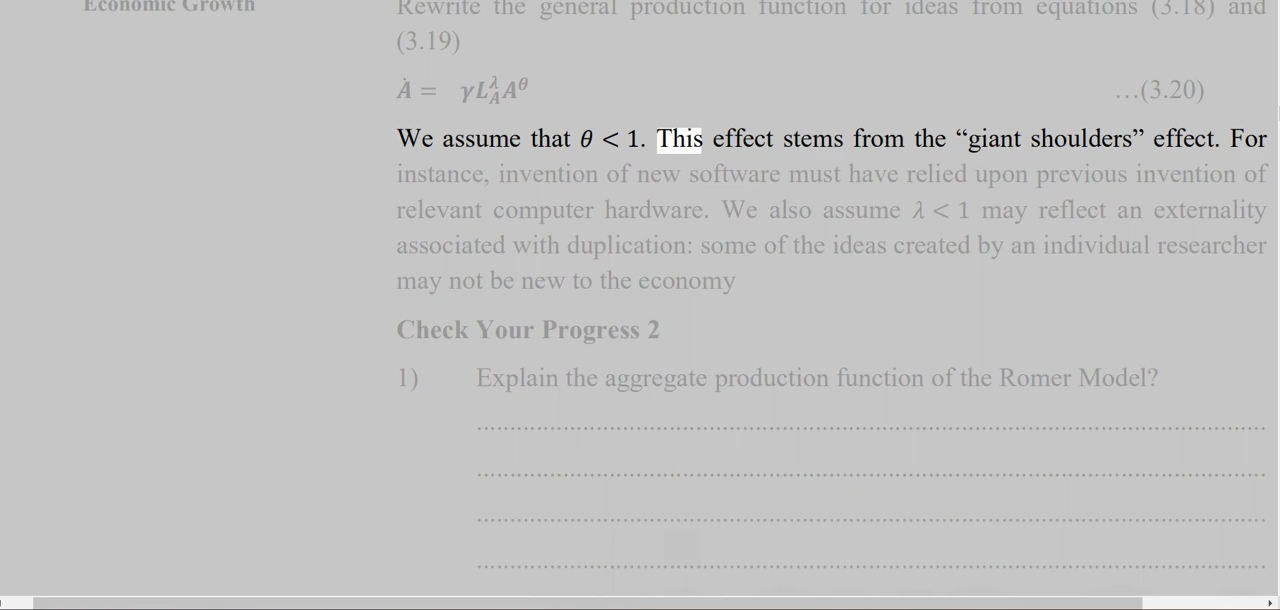 Economic Growth
Rewrite the general production function for ideas from equations (3.18) and
(3.19)
Ȧ = γL_A^λ A^θ …(3.20)
We assume that θ < 1. This effect stems from the “giant shoulders” effect. For
instance, invention of new software must have relied upon previous invention of
relevant computer hardware. We also assume λ < 1 may reflect an externality
associated with duplication: some of the ideas created by an individual researcher
may not be new to the economy
Check Your Progress 2
1) Explain the aggregate production function of the Romer Model?